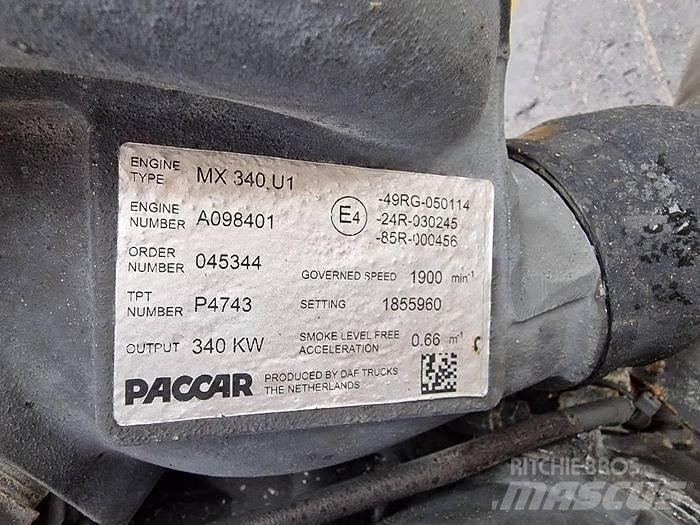 ENGINE TYPE MX 340.U1
ENGINE NUMBER A098401
E4
-49RG-050114
-24R-030245
-85R-000456
ORDER NUMBER 045344
GOVERNED SPEED 1900 min⁻¹
TPT NUMBER P4743
SETTING 1855960
OUTPUT 340 KW
SMOKE LEVEL FREE ACCELERATION 0.66 m⁻¹
PACCAR
PRODUCED BY DAF TRUCKS
THE NETHERLANDS
RITCHIE BROS
MASCUS